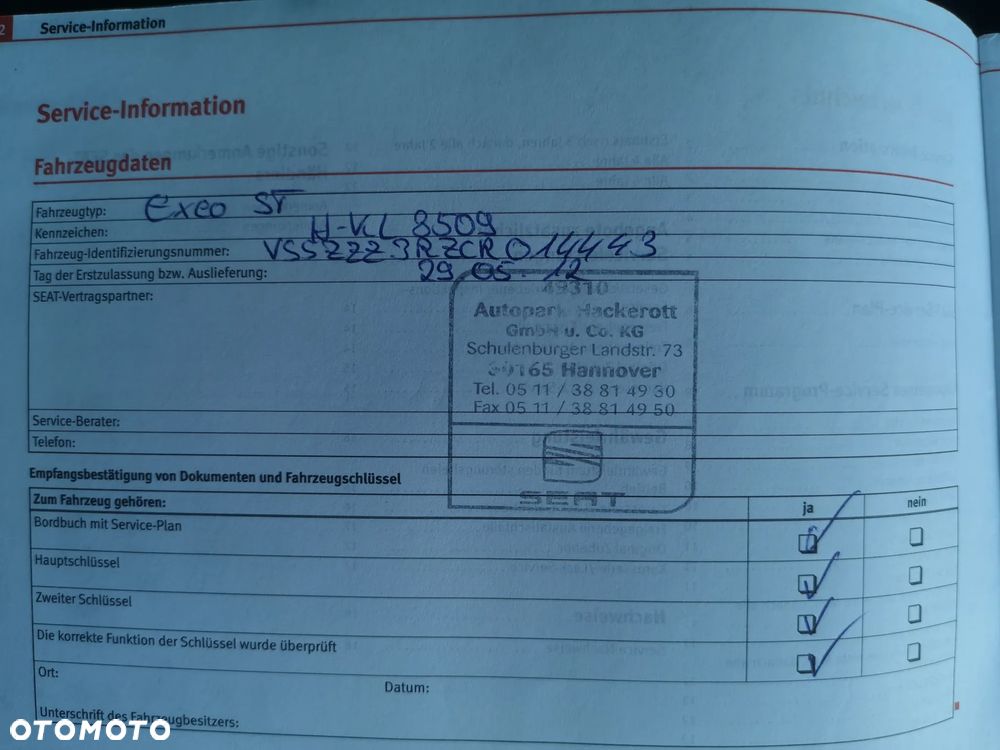 2 Service-Information
Service-Information
Fahrzeugdaten
Fahrzeugtyp: Exeo ST
Kennzeichen: H-VL 8509
Fahrzeug-Identifizierungsnummer: VSSZZZ3RZCR014443
Tag der Erstzulassung bzw. Auslieferung: 29 05. 12
SEAT-Vertragspartner:
49310
Autopark Hackerott
GmbH u. Co. KG
Schulenburger Landstr. 73
30165 Hannover
Tel. 05 11 / 38 81 49 30
Fax 05 11 / 38 81 49 50
SEAT
Service-Berater:
Telefon:
Empfangsbestätigung von Dokumenten und Fahrzeugschlüssel
Zum Fahrzeug gehören: ja nein
Bordbuch mit Service-Plan
Hauptschlüssel
Zweiter Schlüssel
Die korrekte Funktion der Schlüssel wurde überprüft
Ort: Datum:
Unterschrift des Fahrzeugbesitzers:
OTOMOTO